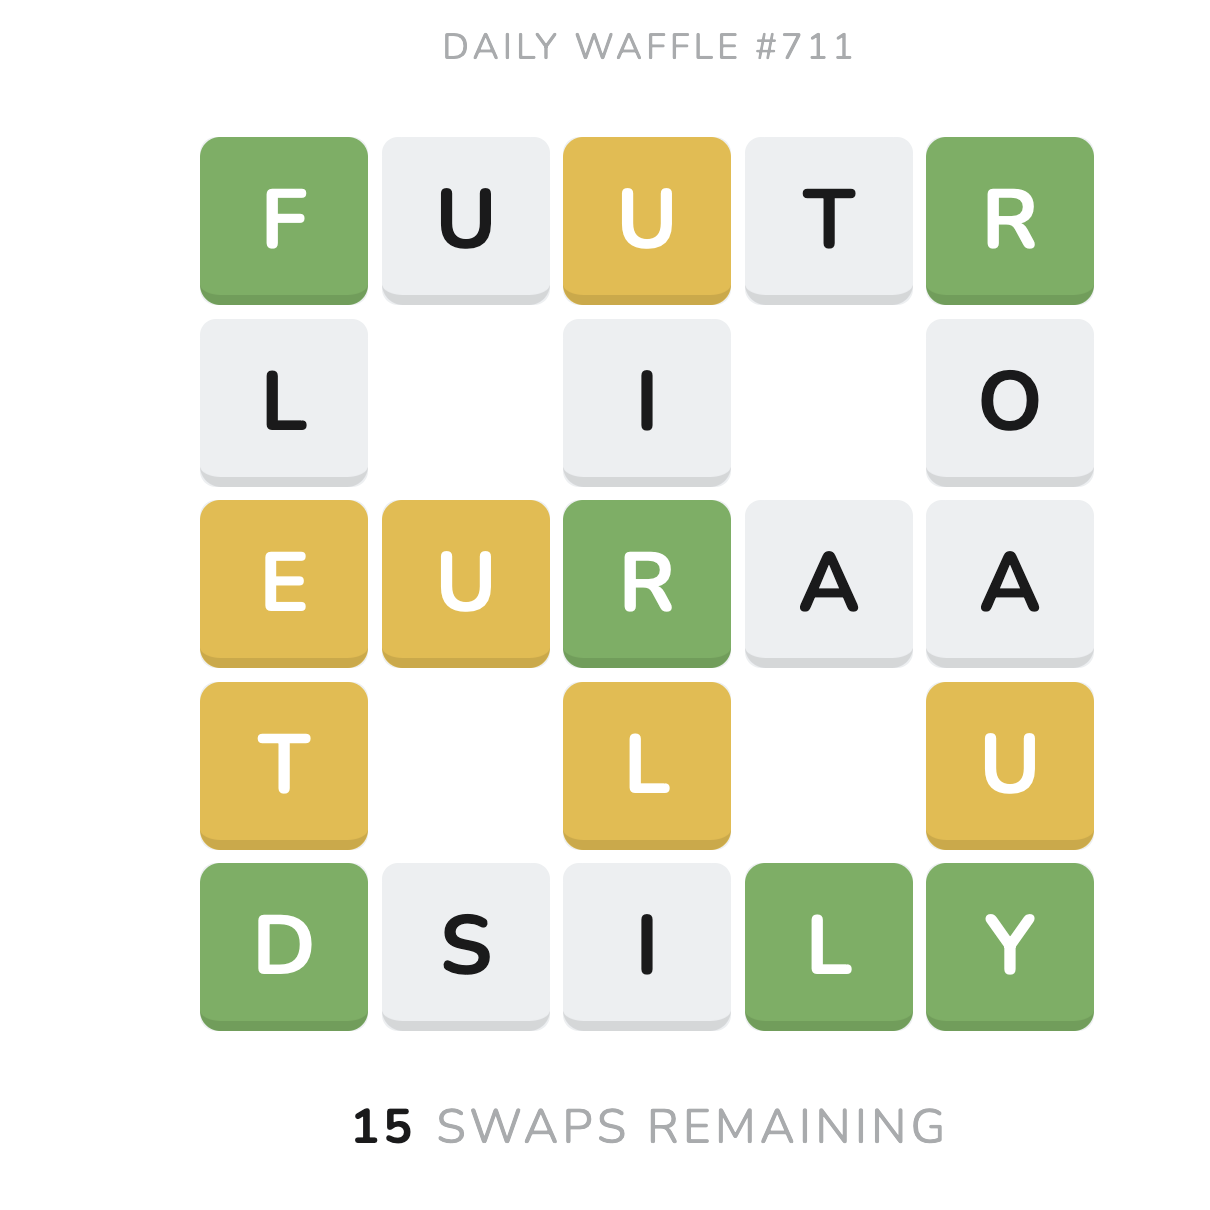 DAILY WAFFLE #711
F U U T R
L I O
E U R A A
T L U
D S I L Y
15 SWAPS REMAINING